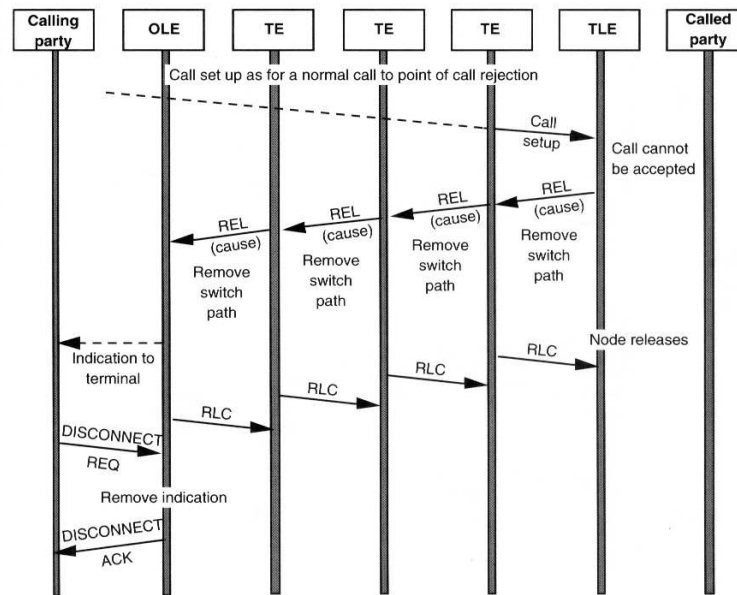 Calling
party
OLE
TE
TE
TE
TLE
Called
party
Call set up as for a normal call to point of call rejection
Call
setup
Call cannot
be accepted
REL
(cause)
REL
(cause)
REL
(cause)
REL
(cause)
Remove
switch
path
Remove
switch
path
Remove
switch
path
Remove
switch
path
Node releases
Indication to
terminal
RLC
RLC
RLC
RLC
DISCONNECT
REQ
Remove indication
DISCONNECT
ACK